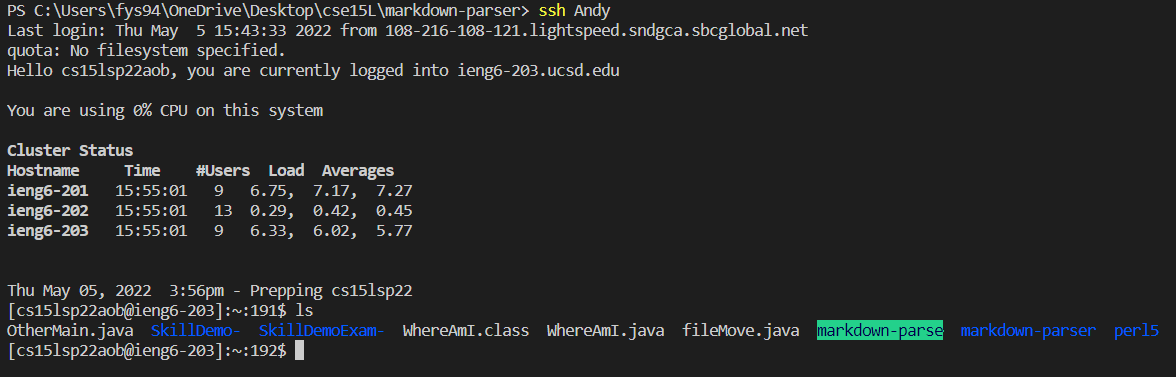 PS C:\Users\fys94\OneDrive\Desktop\cse15L\markdown-parser> ssh Andy
Last login: Thu May  5 15:43:33 2022 from 108-216-108-121.lightspeed.sndgca.sbcglobal.net
quota: No filesystem specified.
Hello cs15lsp22aob, you are currently logged into ieng6-203.ucsd.edu
You are using 0% CPU on this system
Cluster Status
Hostname     Time    #Users  Load  Averages
ieng6-201   15:55:01   9   6.75,  7.17,  7.27
ieng6-202   15:55:01   13  0.29,  0.42,  0.45
ieng6-203   15:55:01   9   6.33,  6.02,  5.77
Thu May 05, 2022  3:56pm - Prepping cs15lsp22
[cs15lsp22aob@ieng6-203]:~:191$ ls
OtherMain.java  SkillDemo-  SkillDemoExam-  WhereAmI.class  WhereAmI.java  fileMove.java  markdown-parse  markdown-parser  perl5
[cs15lsp22aob@ieng6-203]:~:192$